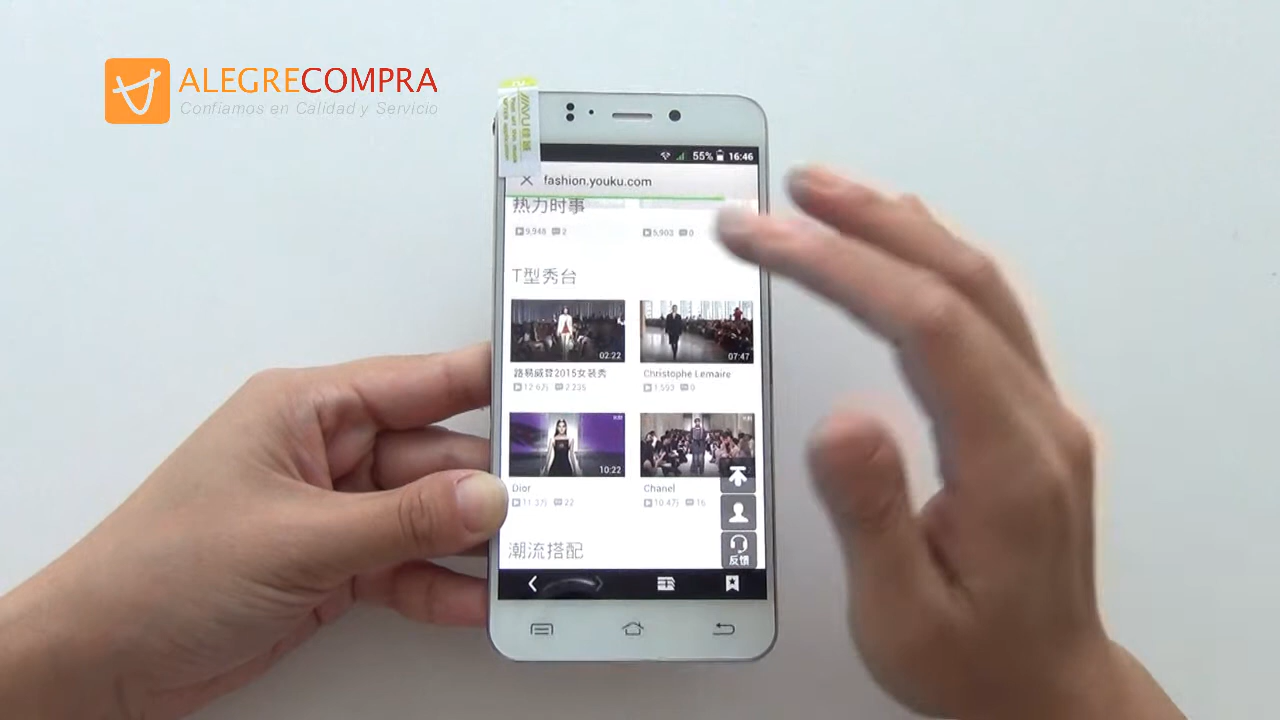 ALEGRECOMPRA
Confiamos en Calidad y Servicio
55% 16:46
fashion.youku.com
热力时事
9,948 2
5,903 0
T型秀台
02:22
07:47
路易威登2015女装秀
Christophe Lemaire
12.6万 2,235
1,593 0
10:22
Dior
Chanel
11.3万 22
10.4万 16
潮流搭配
反馈